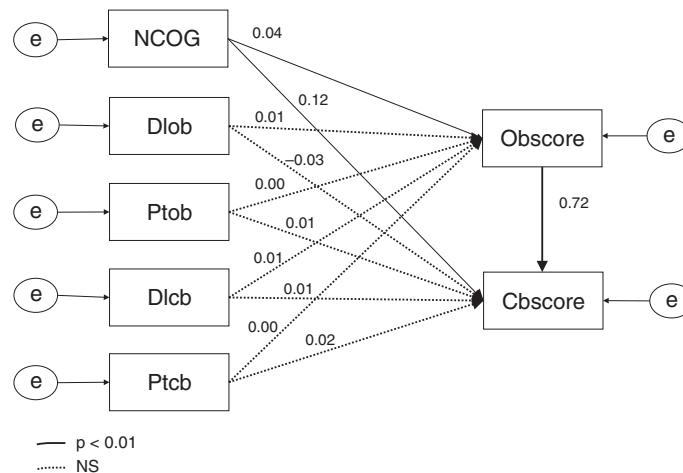 e
NCOG
0.04
0.12
e
Dlob
0.01
–0.03
Obscore
e
e
Ptob
0.00
0.01
0.72
e
Dlcb
0.01
0.01
Cbscore
e
e
Ptcb
0.00
0.02
p < 0.01
NS